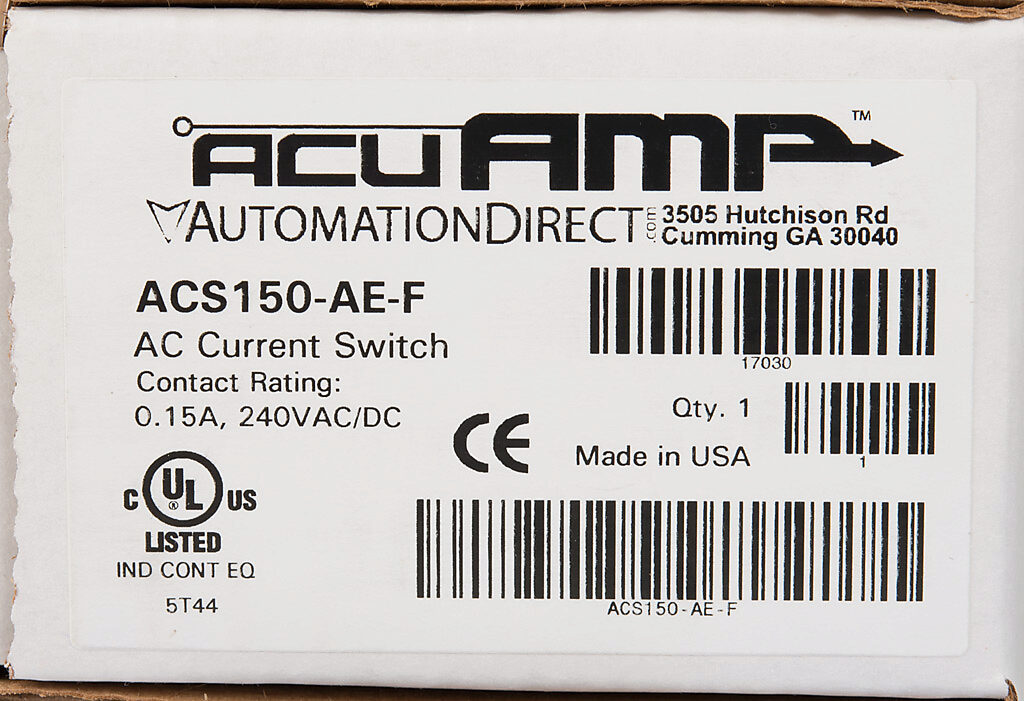 ACUAMP™
AUTOMATIONDIRECT.com 3505 Hutchison Rd
Cumming GA 30040
ACS150-AE-F
AC Current Switch
Contact Rating:
0.15A, 240VAC/DC
17030
Qty. 1
1
Made in USA
CE
C UL® US
LISTED
IND CONT EQ
5T44
ACS150-AE-F